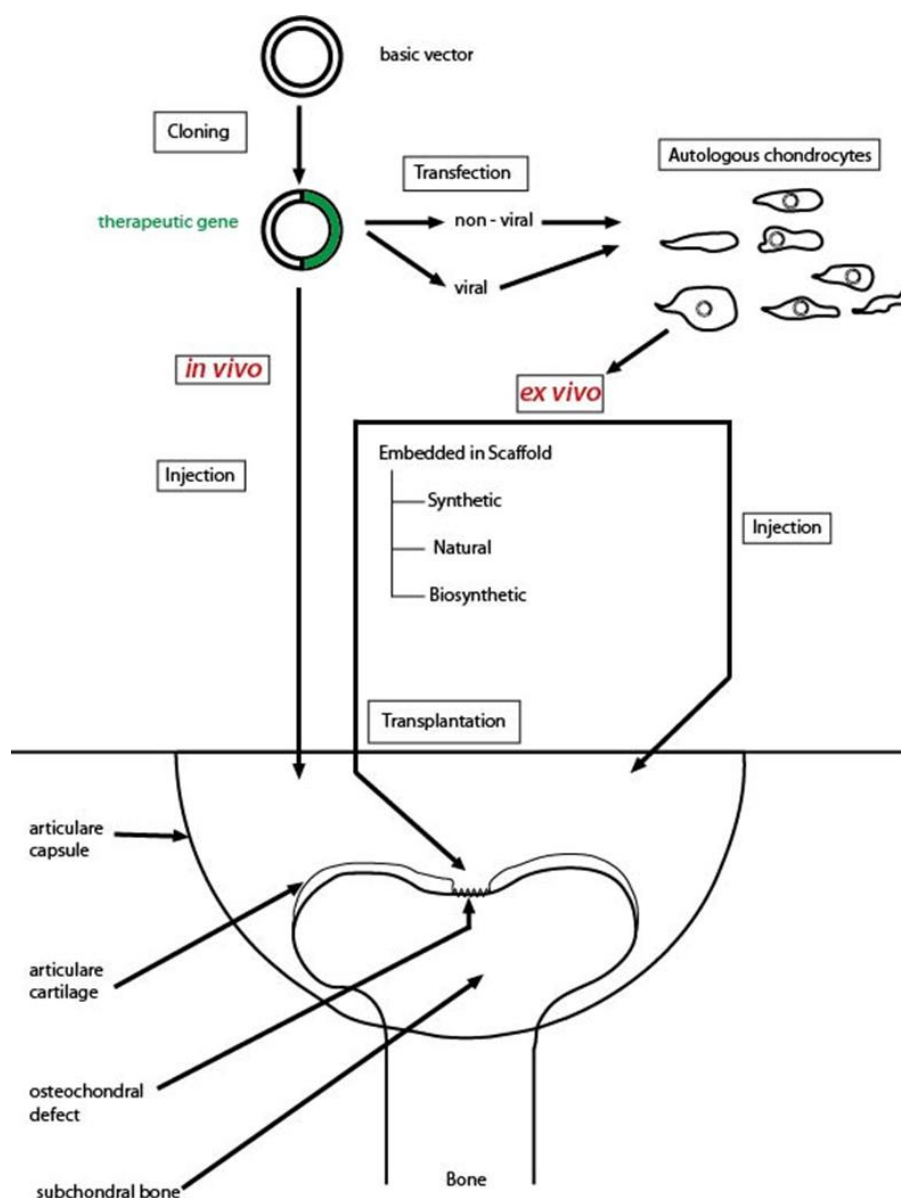 basic vector
Cloning
Transfection
Autologous chondrocytes
therapeutic gene
non - viral
viral
in vivo
ex vivo
Embedded in Scaffold
Injection
Synthetic
Injection
Natural
Biosynthetic
Transplantation
articulare
capsule
articulare
cartilage
osteochondral
defect
subchondral bone
Bone